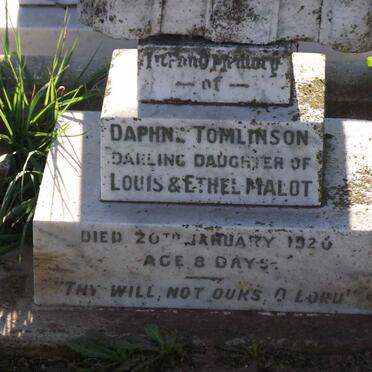 In Fond Memory
of
DAPHNE TOMLINSON
DARLING DAUGHTER OF
LOUIS & ETHEL MALOT
DIED 20TH JANUARY 1920
AGE 8 DAYS
"THY WILL, NOT OURS, O LORD"